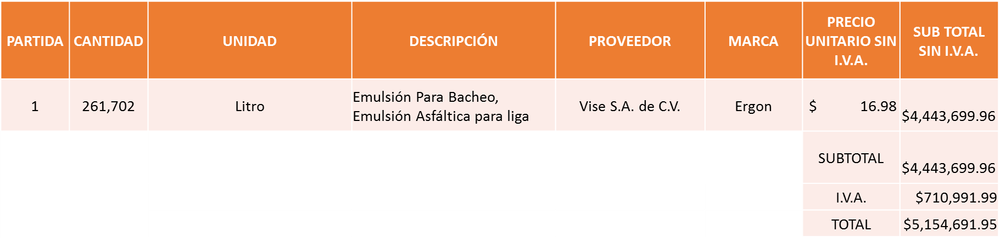 PARTIDA CANTIDAD UNIDAD DESCRIPCIÓN PROVEEDOR MARCA PRECIO UNITARIO SIN I.V.A. SUB TOTAL SIN I.V.A.
1 261,702 Litro Emulsión Para Bacheo, Emulsión Asfáltica para liga Vise S.A. de C.V. Ergon $ 16.98 $4,443,699.96
SUBTOTAL $4,443,699.96
I.V.A. $710,991.99
TOTAL $5,154,691.95